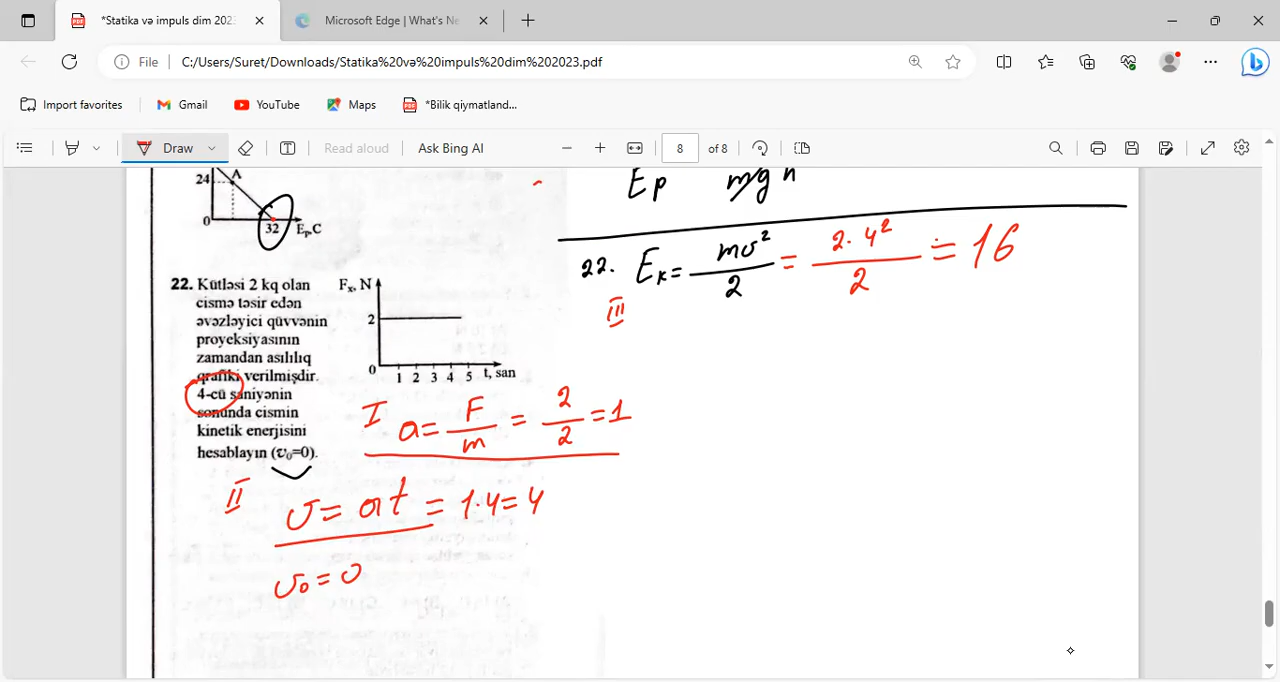 *Statika və impuls dim 202
Microsoft Edge | What's Ne
File
C:/Users/Suret/Downloads/Statika%20və%20impuls%20dim%202023.pdf
Import favorites
Gmail
YouTube
Maps
*Bilik qiymatland...
Draw
Read aloud
Ask Bing AI
8 of 8
24 A
0 32 Eₚ,C
Eₚ m/g h
22. Eₖ = mυ²/2 = 2·4²/2 = 16
III
22. Kütləsi 2 kq olan
cismə təsir edən
əvəzləyici qüvvənin
proyeksiyasının
zamandan asılılıq
qrafiki verilmişdir.
4-cü saniyənin
sonunda cismin
kinetik enerjisini
hesablayın (υ₀=0).
Fₓ, N
2
0 1 2 3 4 5 t, san
I a = F/m = 2/2 = 1
II υ = at = 1·4 = 4
υ₀ = 0